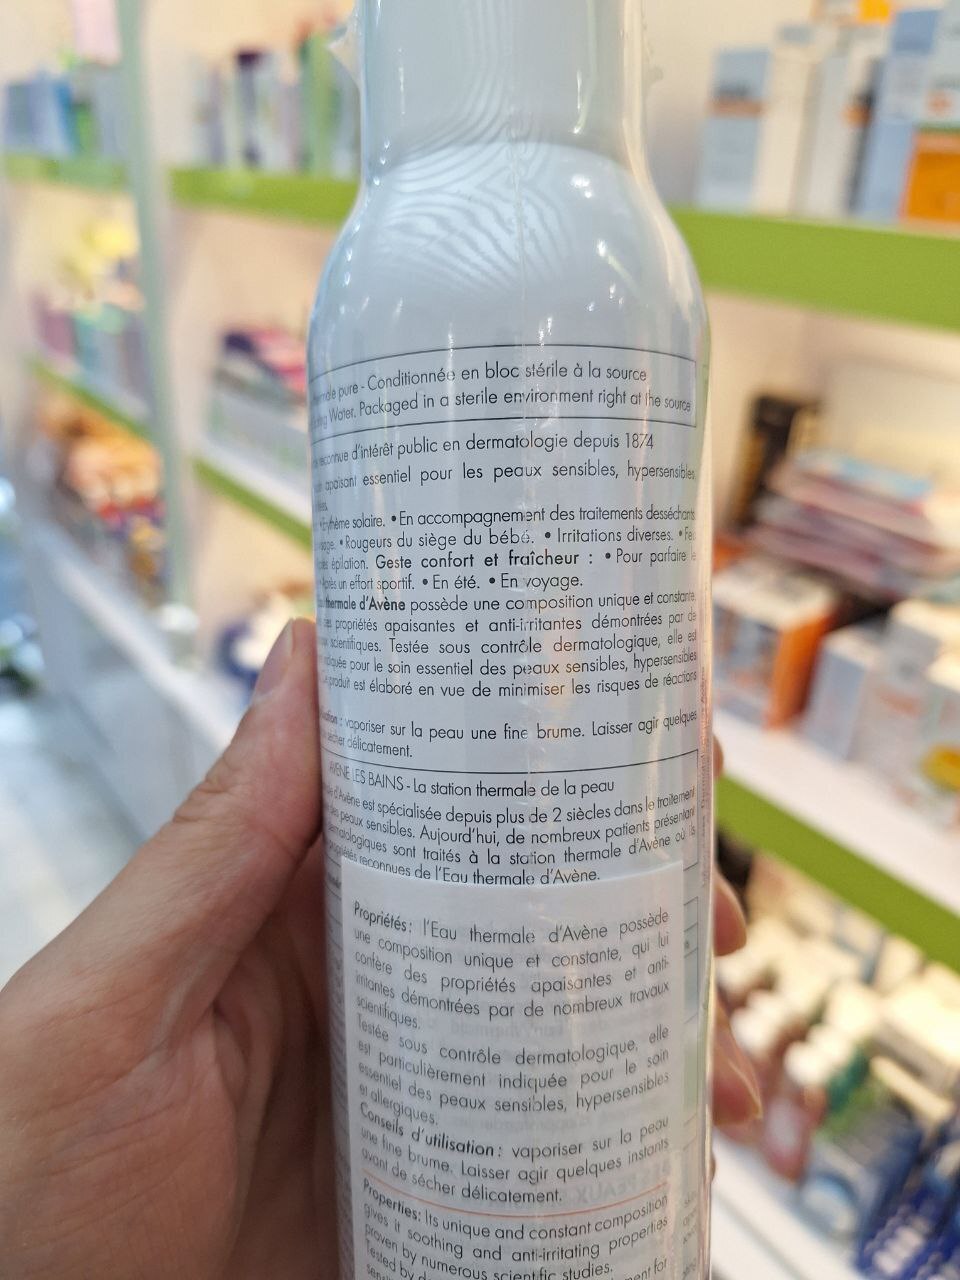 pure - Conditionnée en bloc stérile à la source
Water. Packaged in a sterile environment right at the source
reconnue d'intérêt public en dermatologie depuis 1874
apaisant essentiel pour les peaux sensibles, hypersensibles
solaire. • En accompagnement des traitements desséchants
• Rougeurs du siège du bébé. • Irritations diverses. •
épilation. Geste confort et fraîcheur : • Pour parfaire le
Après un effort sportif. • En été. • En voyage.
thermale d'Avène possède une composition unique et constante,
propriétés apaisantes et anti-irritantes démontrées par de
scientifiques. Testée sous contrôle dermatologique, elle est
indiquée pour le soin essentiel des peaux sensibles, hypersensibles
produit est élaboré en vue de minimiser les risques de réactions
: vaporiser sur la peau une fine brume. Laisser agir quelques
sécher délicatement.
AVÈNE LES BAINS - La station thermale de la peau
d'Avène est spécialisée depuis plus de 2 siècles dans le traitement
des peaux sensibles. Aujourd'hui, de nombreux patients présentant
dermatologiques sont traités à la station thermale d'Avène où ils
propriétés reconnues de l'Eau thermale d'Avène.
Propriétés : l'Eau thermale d'Avène possède
une composition unique et constante, qui lui
confère des propriétés apaisantes et anti-
irritantes démontrées par de nombreux travaux
scientifiques.
Testée sous contrôle dermatologique, elle
est particulièrement indiquée pour le soin
essentiel des peaux sensibles, hypersensibles
et allergiques.
Conseils d'utilisation : vaporiser sur la peau
une fine brume. Laisser agir quelques instants
avant de sécher délicatement.
Properties: Its unique and constant composition
gives it soothing and anti-irritating properties
proven by numerous scientific studies.
Tested by